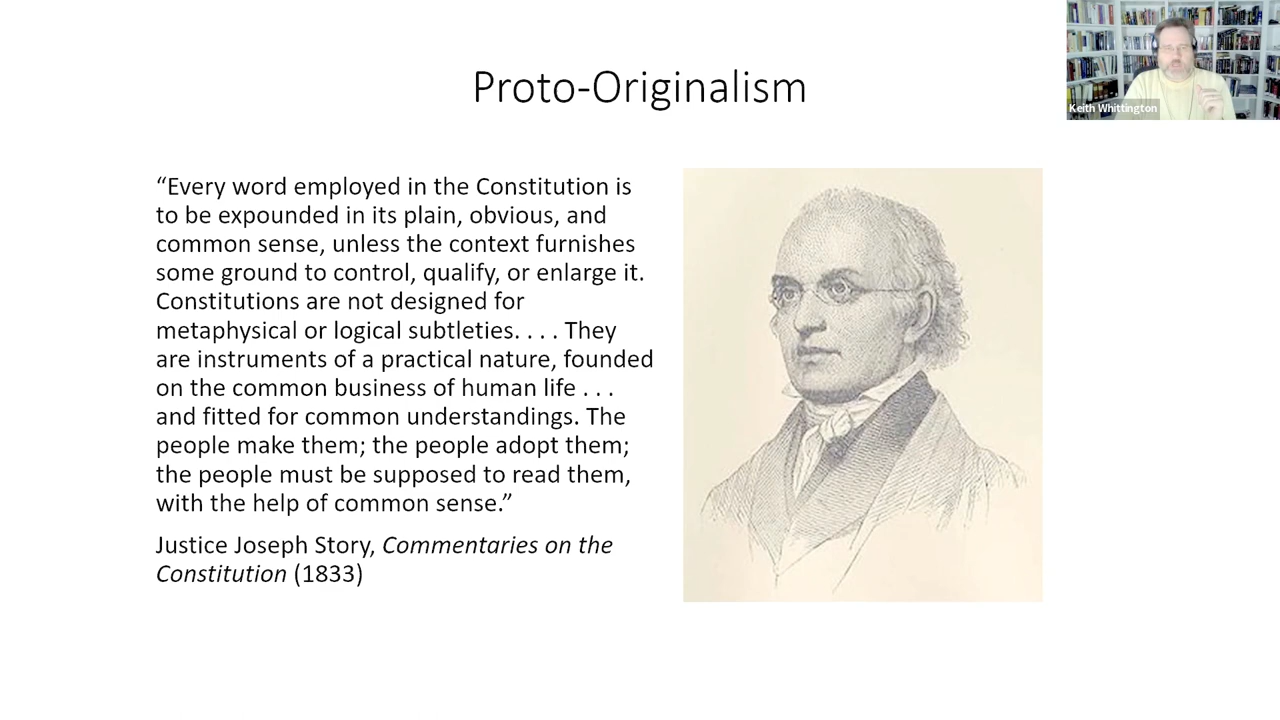 Proto-Originalism
Keith Whittington
“Every word employed in the Constitution is
to be expounded in its plain, obvious, and
common sense, unless the context furnishes
some ground to control, qualify, or enlarge it.
Constitutions are not designed for
metaphysical or logical subtleties. . . . They
are instruments of a practical nature, founded
on the common business of human life . . .
and fitted for common understandings. The
people make them; the people adopt them;
the people must be supposed to read them,
with the help of common sense.”
Justice Joseph Story, Commentaries on the
Constitution (1833)